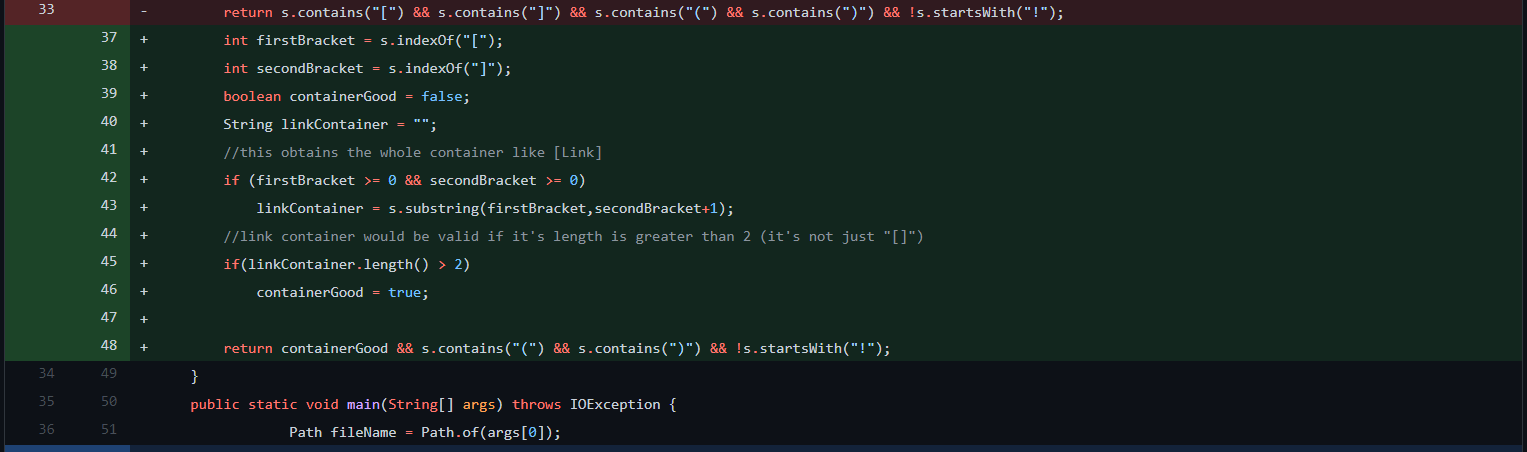 33 - return s.contains("[") && s.contains("]") && s.contains("(") && s.contains(")") && !s.startsWith("!");
37 + int firstBracket = s.indexOf("[");
38 + int secondBracket = s.indexOf("]");
39 + boolean containerGood = false;
40 + String linkContainer = "";
41 + //this obtains the whole container like [Link]
42 + if (firstBracket >= 0 && secondBracket >= 0)
43 + linkContainer = s.substring(firstBracket,secondBracket+1);
44 + //link container would be valid if it's length is greater than 2 (it's not just "[]")
45 + if(linkContainer.length() > 2)
46 + containerGood = true;
47 +
48 + return containerGood && s.contains("(") && s.contains(")") && !s.startsWith("!");
34 49 }
35 50 public static void main(String[] args) throws IOException {
36 51 Path fileName = Path.of(args[0]);